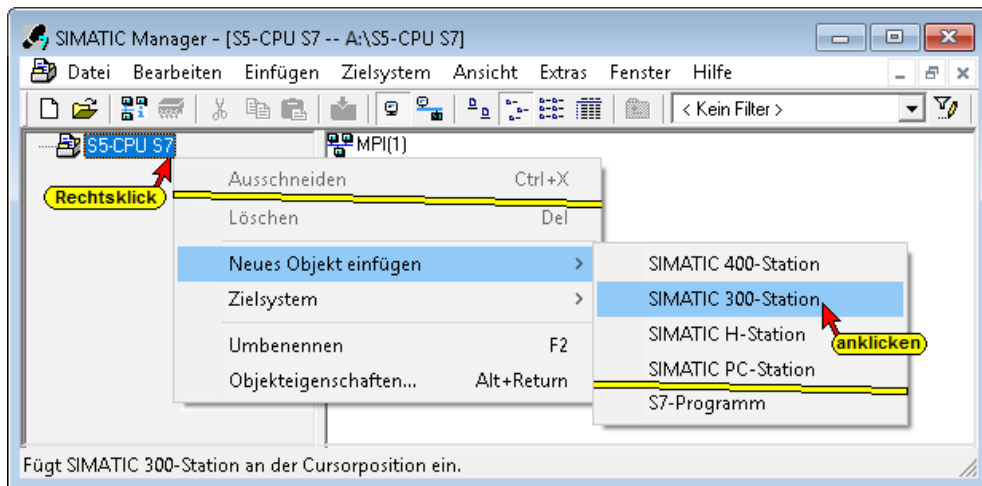 SIMATIC Manager - [S5-CPU S7 -- A:\S5-CPU S7]
Datei Bearbeiten Einfügen Zielsystem Ansicht Extras Fenster Hilfe
< Kein Filter >
S5-CPU S7
MPI(1)
Rechtsklick
Ausschneiden Ctrl+X
Löschen Del
Neues Objekt einfügen >
Zielsystem >
Umbenennen F2
Objekteigenschaften... Alt+Return
SIMATIC 400-Station
SIMATIC 300-Station
SIMATIC H-Station
anklicken
SIMATIC PC-Station
S7-Programm
Fügt SIMATIC 300-Station an der Cursorposition ein.